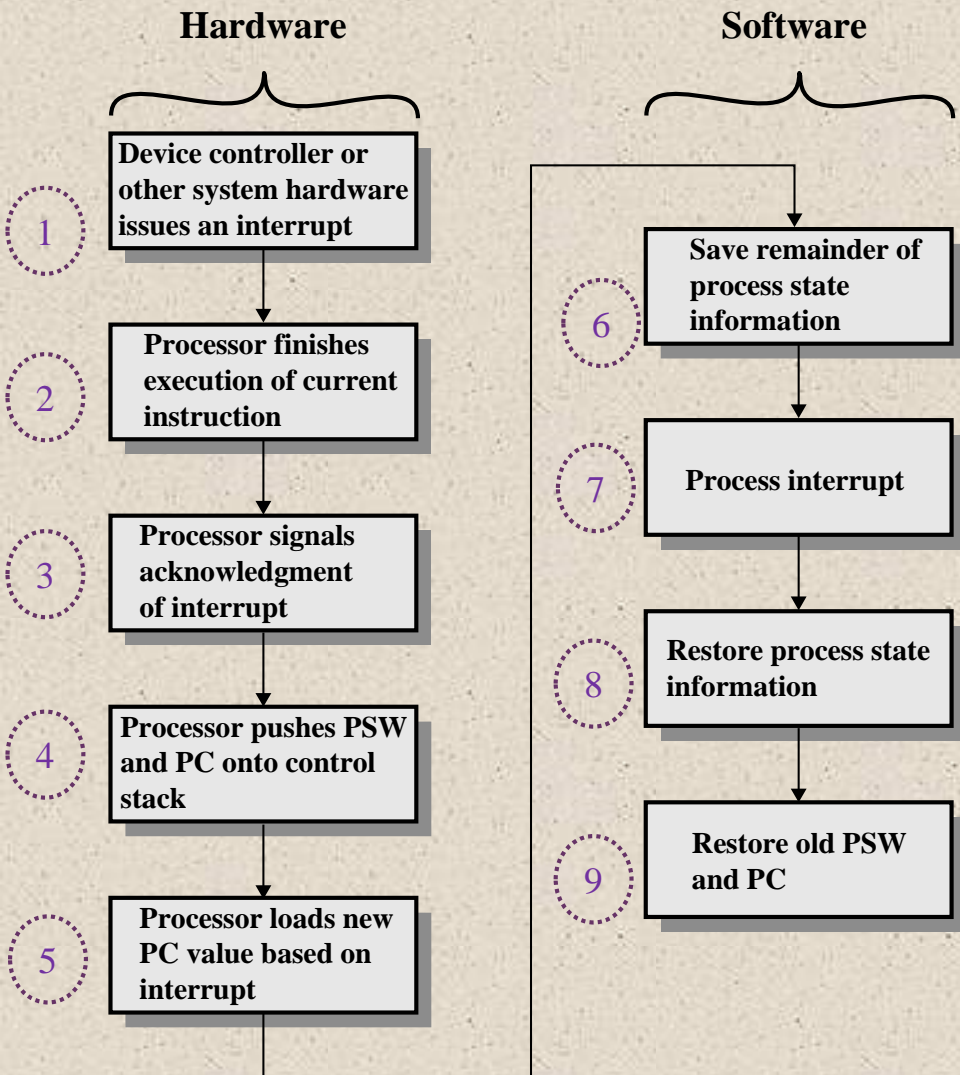 Hardware
Device controller or
other system hardware
issues an interrupt
1
Processor finishes
execution of current
instruction
2
Processor signals
acknowledgment
of interrupt
3
Processor pushes PSW
and PC onto control
stack
4
Processor loads new
PC value based on
interrupt
5
Software
Save remainder of
process state
information
6
Process interrupt
7
Restore process state
information
8
Restore old PSW
and PC
9